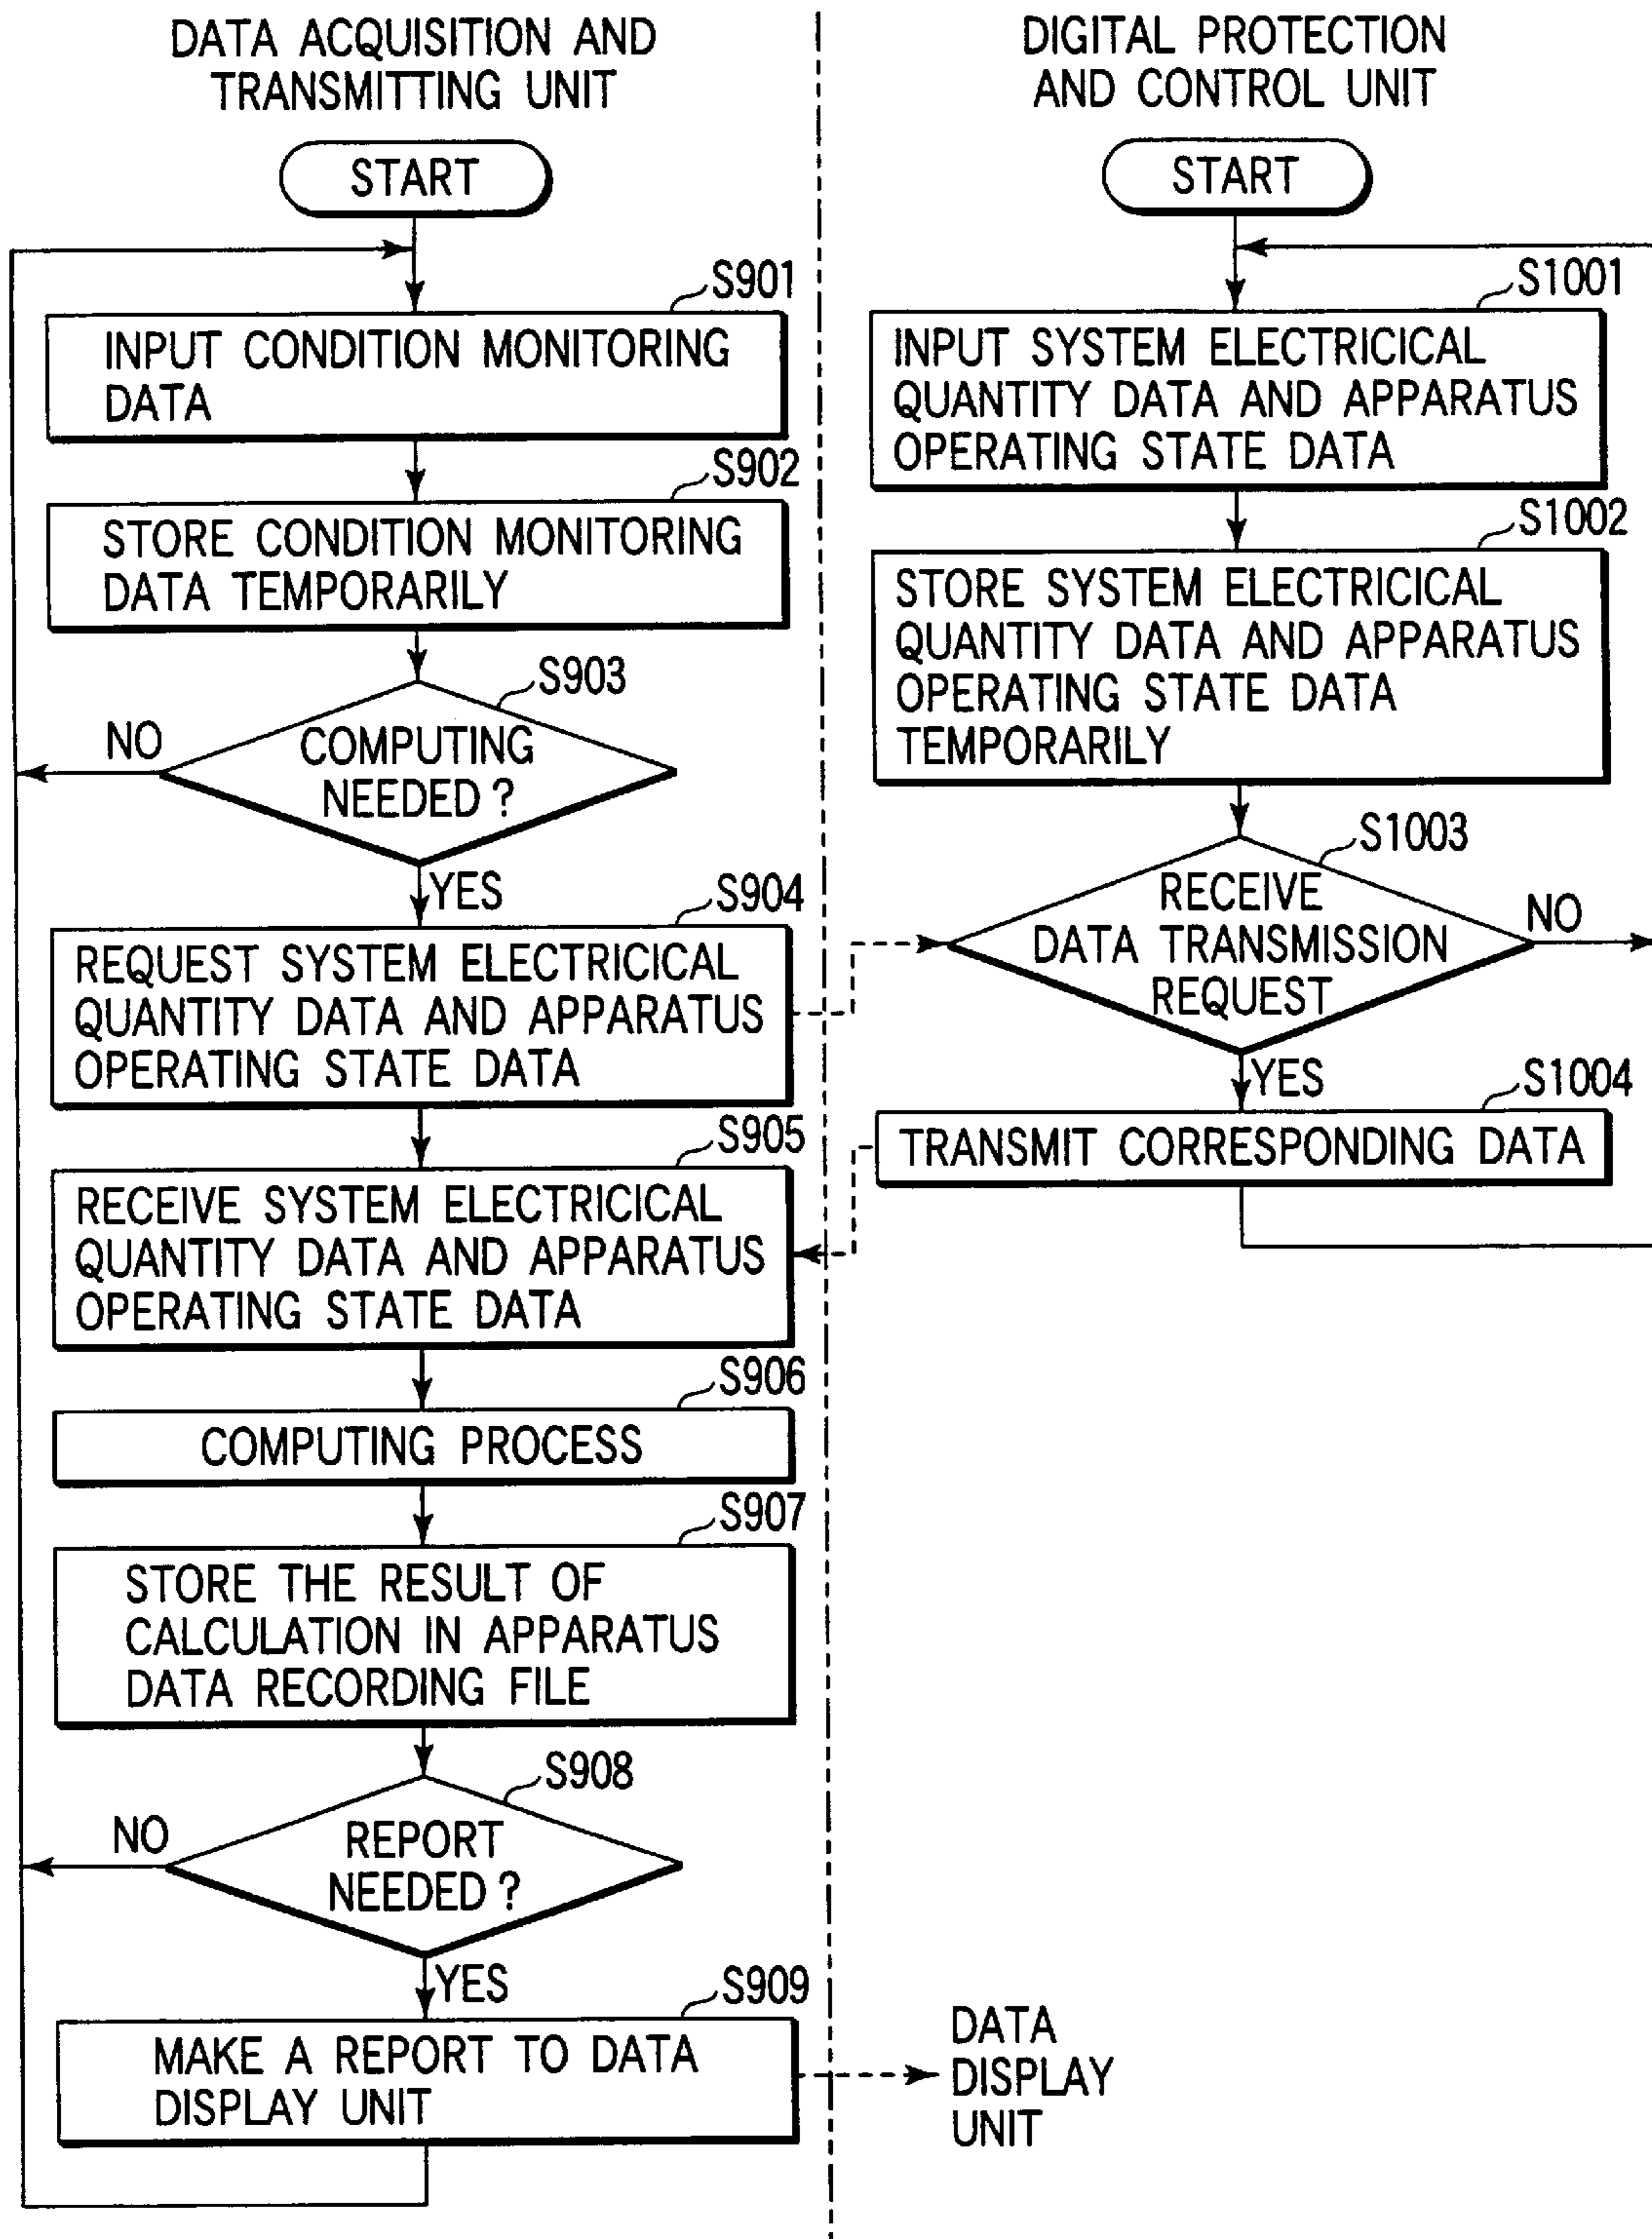 DATA ACQUISITION AND
TRANSMITTING UNIT
START
S901
INPUT CONDITION MONITORING
DATA
S902
STORE CONDITION MONITORING
DATA TEMPORARILY
S903
COMPUTING
NEEDED ?
NO
YES
S904
REQUEST SYSTEM ELECTRICICAL
QUANTITY DATA AND APPARATUS
OPERATING STATE DATA
S905
RECEIVE SYSTEM ELECTRICICAL
QUANTITY DATA AND APPARATUS
OPERATING STATE DATA
S906
COMPUTING PROCESS
S907
STORE THE RESULT OF
CALCULATION IN APPARATUS
DATA RECORDING FILE
S908
REPORT
NEEDED ?
NO
YES
S909
MAKE A REPORT TO DATA
DISPLAY UNIT
DATA
DISPLAY
UNIT
DIGITAL PROTECTION
AND CONTROL UNIT
START
S1001
INPUT SYSTEM ELECTRICICAL
QUANTITY DATA AND APPARATUS
OPERATING STATE DATA
S1002
STORE SYSTEM ELECTRICICAL
QUANTITY DATA AND APPARATUS
OPERATING STATE DATA
TEMPORARILY
S1003
RECEIVE
DATA TRANSMISSION
REQUEST
NO
YES
S1004
TRANSMIT CORRESPONDING DATA